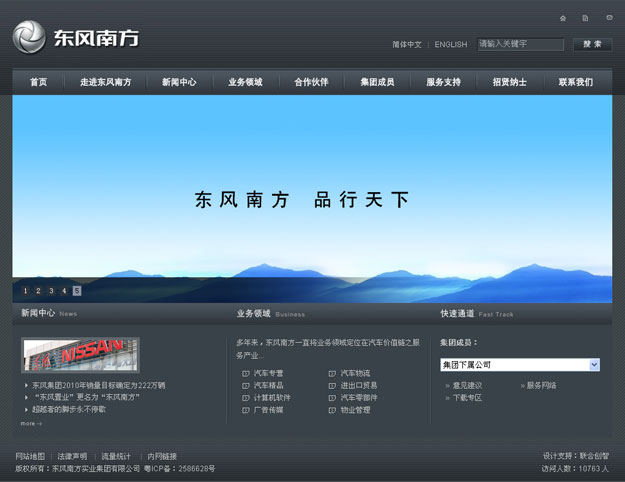 东风南方
简体中文 | ENGLISH 请输入关键字 搜 索
首页 走进东风南方 新闻中心 业务领域 合作伙伴 集团成员 服务支持 招贤纳士 联系我们
东风南方 品行天下
1 2 3 4 5
新闻中心 News 业务领域 Business 快速通道 Fast Track
NISSAN
东风集团2010年销量目标确定为222万辆
“东风置业”更名为“东风南方”
超越者的脚步永不停歇
more
多年来，东风南方一直将业务领域定位在汽车价值链之服
务产业...
汽车专营 汽车物流
汽车精品 进出口贸易
计算机软件 汽车零部件
广告传媒 物业管理
集团成员：
集团下属公司
» 意见建议 » 服务网络
» 下载专区
网站地图 | 法律声明 | 流量统计 | 内网链接
版权所有：东风南方实业集团有限公司 粤ICP备：2586628号
设计支持：联合创智
访问人数：10763 人